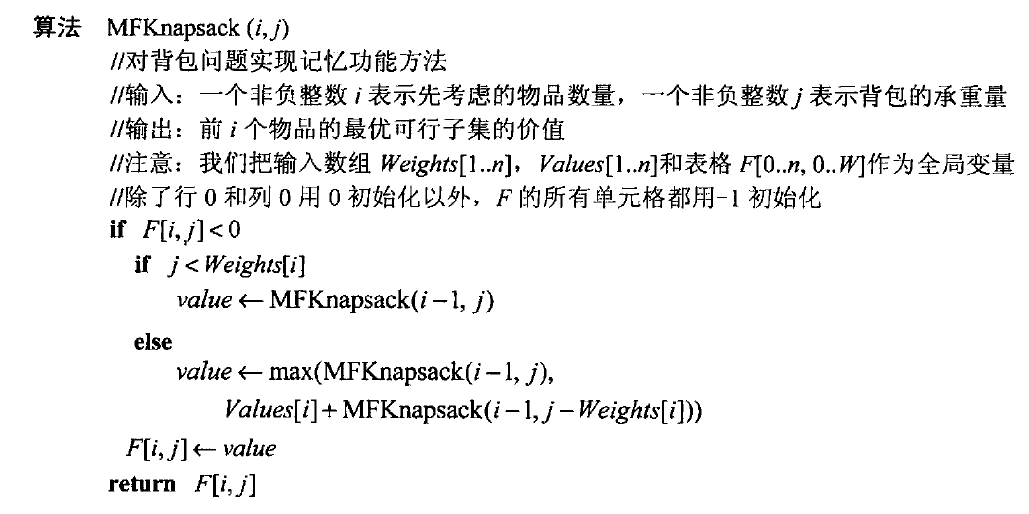 算法 MFKnapsack (i,j)
//对背包问题实现记忆功能方法
//输入：一个非负整数 i 表示先考虑的物品数量，一个非负整数 j 表示背包的承重量
//输出：前 i 个物品的最优可行子集的价值
//注意：我们把输入数组 Weights[1..n]，Values[1..n]和表格 F[0..n, 0..W]作为全局变量
//除了行 0 和列 0 用 0 初始化以外，F 的所有单元格都用-1 初始化
if F[i,j]<0
if j<Weights[i]
value←MFKnapsack(i−1, j)
else
value←max(MFKnapsack(i−1, j),
Values[i]+MFKnapsack(i−1, j−Weights[i]))
F[i,j]←value
return F[i,j]